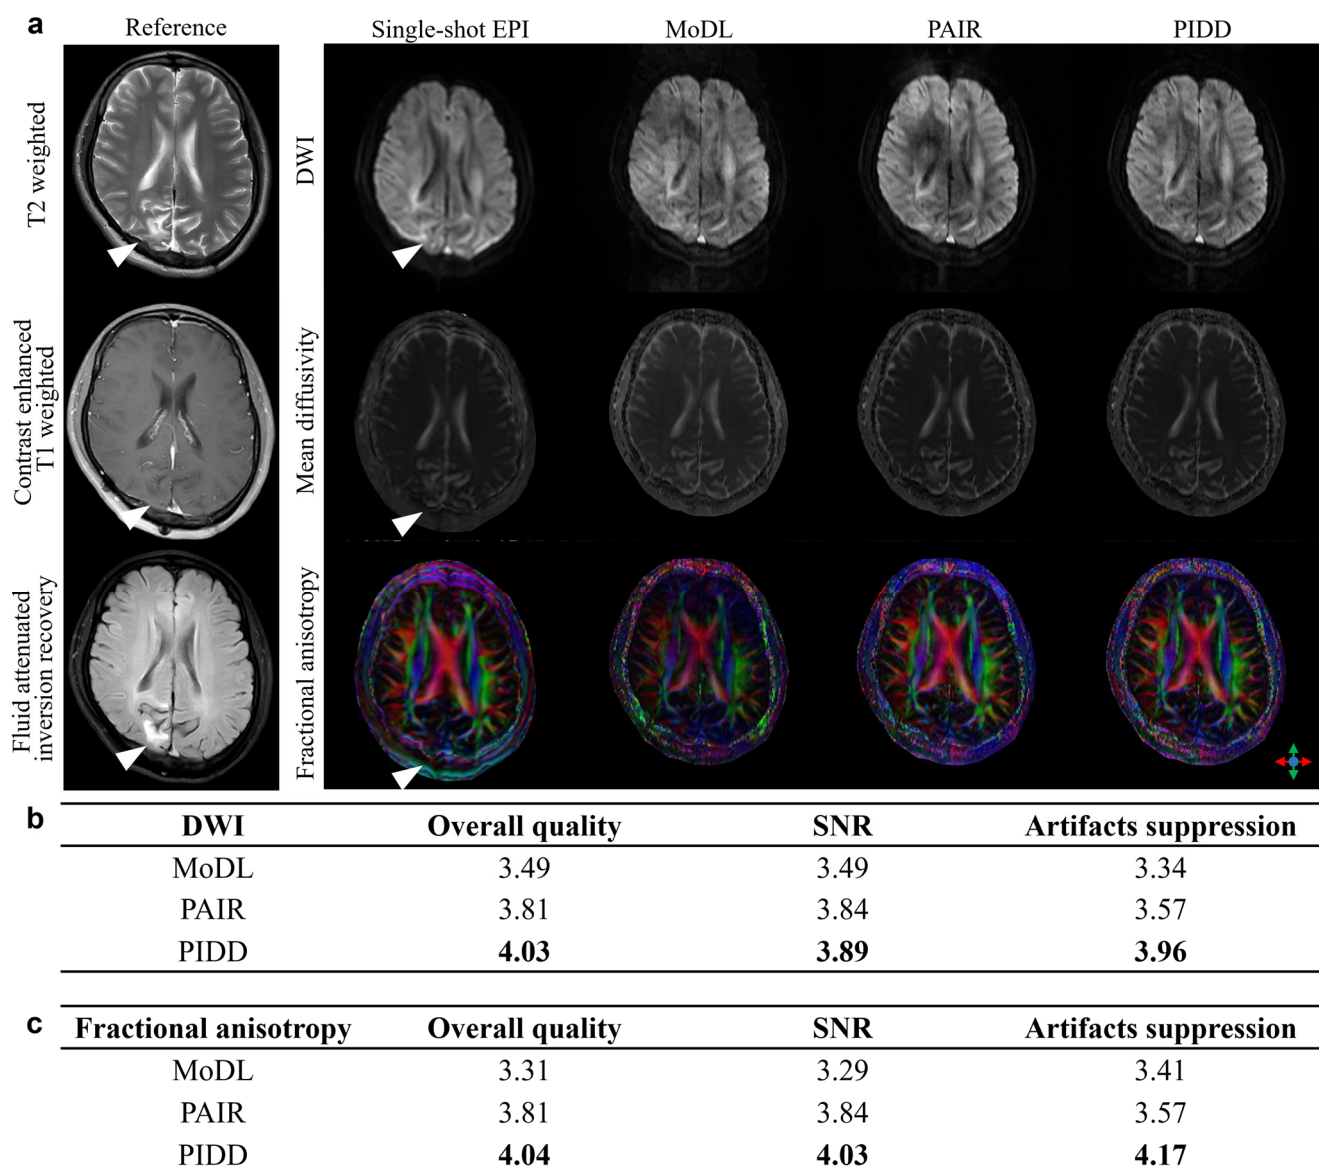 a
Reference
Single-shot EPI
MoDL
PAIR
PIDD
T2 weighted
DWI
Contrast enhanced
T1 weighted
Mean diffusivity
Fluid attenuated
inversion recovery
Fractional anisotropy
b
DWI Overall quality SNR Artifacts suppression
MoDL 3.49 3.49 3.34
PAIR 3.81 3.84 3.57
PIDD 4.03 3.89 3.96
c
Fractional anisotropy Overall quality SNR Artifacts suppression
MoDL 3.31 3.29 3.41
PAIR 3.81 3.84 3.57
PIDD 4.04 4.03 4.17